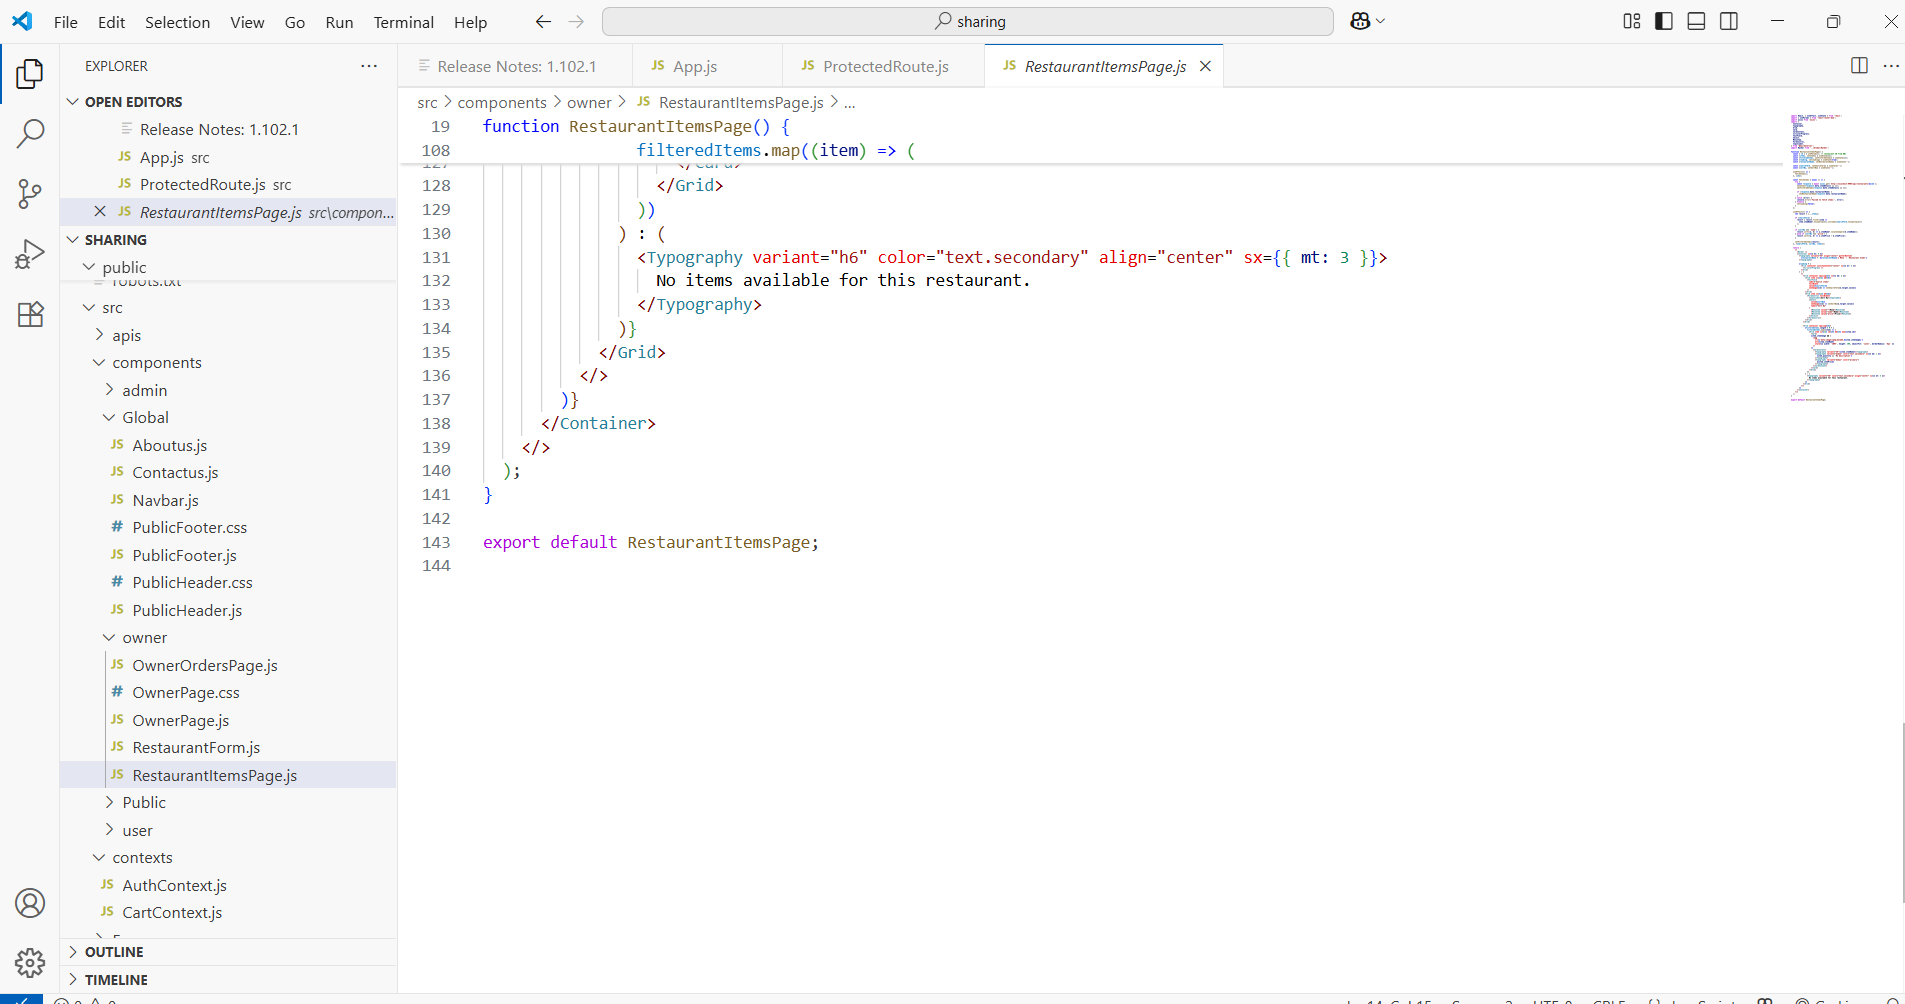 File Edit Selection View Go Run Terminal Help
sharing
EXPLORER
OPEN EDITORS
Release Notes: 1.102.1
JS App.js src
JS ProtectedRoute.js src
JS RestaurantItemsPage.js src\compon...
SHARING
public
robots.txt
src
apis
components
admin
Global
JS Aboutus.js
JS Contactus.js
JS Navbar.js
# PublicFooter.css
JS PublicFooter.js
# PublicHeader.css
JS PublicHeader.js
owner
JS OwnerOrdersPage.js
# OwnerPage.css
JS OwnerPage.js
JS RestaurantForm.js
JS RestaurantItemsPage.js
Public
user
contexts
JS AuthContext.js
JS CartContext.js
OUTLINE
TIMELINE
Release Notes: 1.102.1 JS App.js JS ProtectedRoute.js JS RestaurantItemsPage.js
src > components > owner > JS RestaurantItemsPage.js > ...
19 function RestaurantItemsPage() {
108 filteredItems.map((item) => (
128 </Grid>
129 ))
130 ) : (
131 <Typography variant="h6" color="text.secondary" align="center" sx={{ mt: 3 }}>
132 No items available for this restaurant.
133 </Typography>
134 )}
135 </Grid>
136 </>
137 )}
138 </Container>
139 </>
140 );
141 }
142
143 export default RestaurantItemsPage;
144